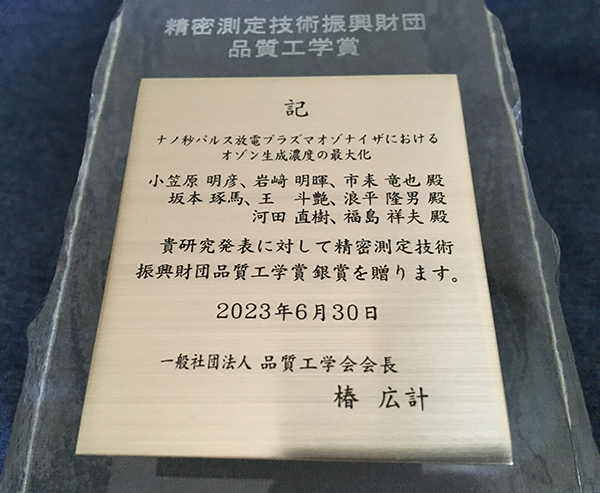 精密測定技術振興財団
品質工学賞
記
ナノ秒パルス放電プラズマオゾナイザにおける
オゾン生成濃度の最大化
小笠原 明彦、岩﨑 明暉、市来 竜也 殿
坂本 琢馬、王 斗艶、浪平 隆男 殿
河田 直樹、福島 祥夫 殿
貴研究発表に対して精密測定技術
振興財団品質工学賞 銀賞を贈ります。
2023年6月30日
一般社団法人 品質工学会会長
椿 広計